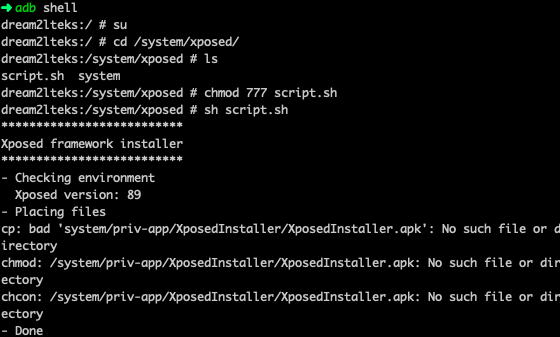 ➜ adb shell
dream2lteks:/ # su
dream2lteks:/ # cd /system/xposed/
dream2lteks:/system/xposed # ls
script.sh  system
dream2lteks:/system/xposed # chmod 777 script.sh
dream2lteks:/system/xposed # sh script.sh
**************************
Xposed framework installer
**************************
- Checking environment
  Xposed version: 89
- Placing files
cp: bad 'system/priv-app/XposedInstaller/XposedInstaller.apk': No such file or d
irectory
chmod: /system/priv-app/XposedInstaller/XposedInstaller.apk: No such file or dir
ectory
chcon: /system/priv-app/XposedInstaller/XposedInstaller.apk: No such file or dir
ectory
- Done